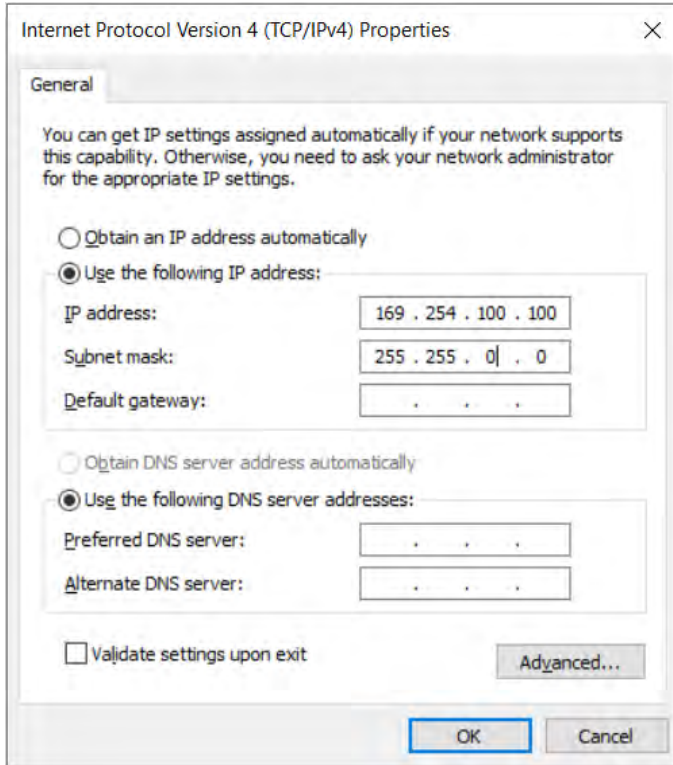 Internet Protocol Version 4 (TCP/IPv4) Properties
General
You can get IP settings assigned automatically if your network supports
this capability. Otherwise, you need to ask your network administrator
for the appropriate IP settings.
Obtain an IP address automatically
Use the following IP address:
IP address: 169 . 254 . 100 . 100
Subnet mask: 255 . 255 . 0 . 0
Default gateway: . . .
Obtain DNS server address automatically
Use the following DNS server addresses:
Preferred DNS server: . . .
Alternate DNS server: . . .
Validate settings upon exit
Advanced...
OK Cancel